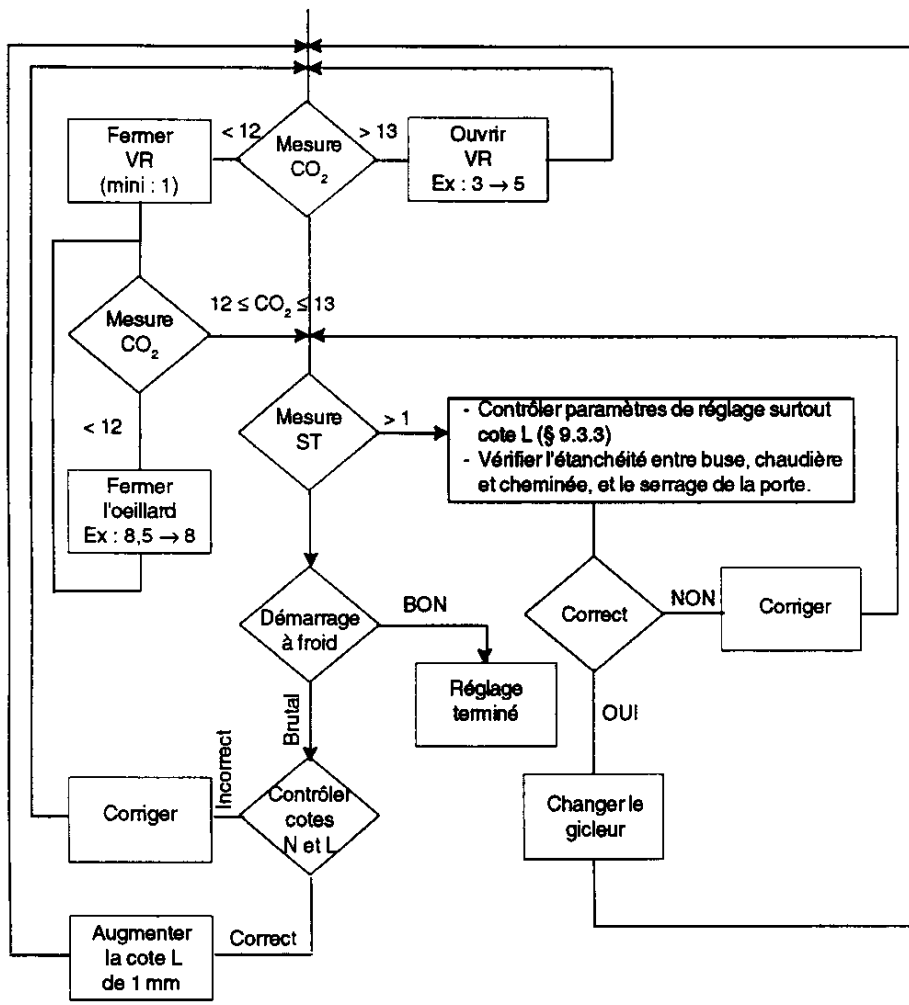 Fermer
VR
(mini : 1)
< 12
Mesure
CO₂
> 13
Ouvrir
VR
Ex : 3 → 5
Mesure
CO₂
12 ≤ CO₂ ≤ 13
< 12
Fermer
l'oeillard
Ex : 8,5 → 8
Mesure
ST
> 1
- Contrôler paramètres de réglage surtout
cote L (§ 9.3.3)
- Vérifier l'étanchéité entre buse, chaudière
et cheminée, et le serrage de la porte.
Démarrage
à froid
BON
Réglage
terminé
Correct
NON
Corriger
OUI
Changer le
gicleur
Brutal
Contrôler
cotes
N et L
Incorrect
Corriger
Correct
Augmenter
la cote L
de 1 mm